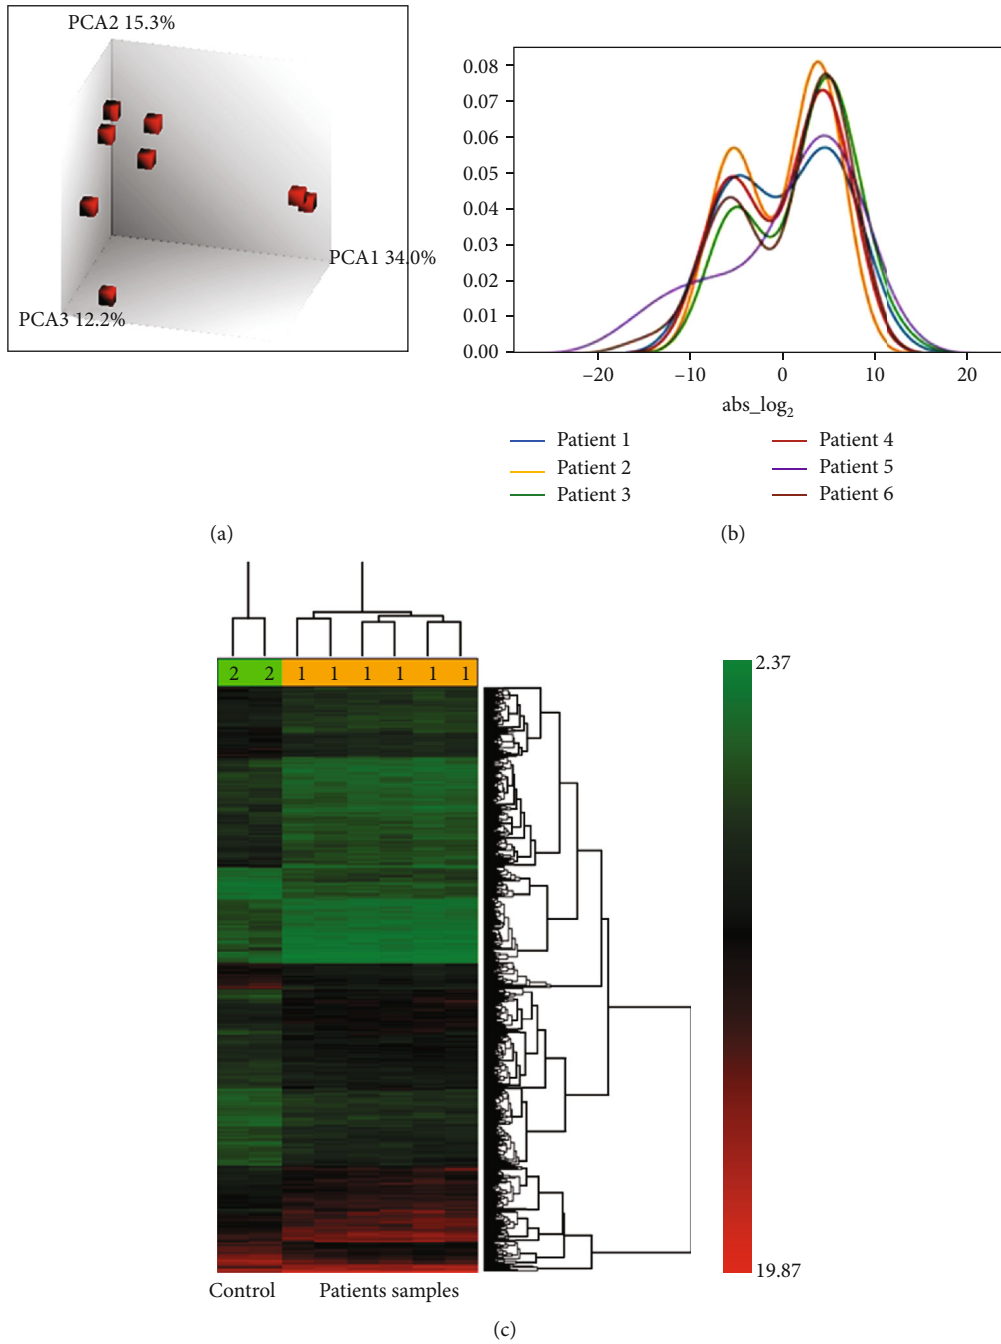 PCA2 15.3%
PCA1 34.0%
PCA3 12.2%
(a)
0.08
0.07
0.06
0.05
0.04
0.03
0.02
0.01
0.00
−20 −10 0 10 20
abs_log2
Patient 1 Patient 4
Patient 2 Patient 5
Patient 3 Patient 6
(b)
2 2 1 1 1 1 1 1
2.37
19.87
Control Patients samples
(c)